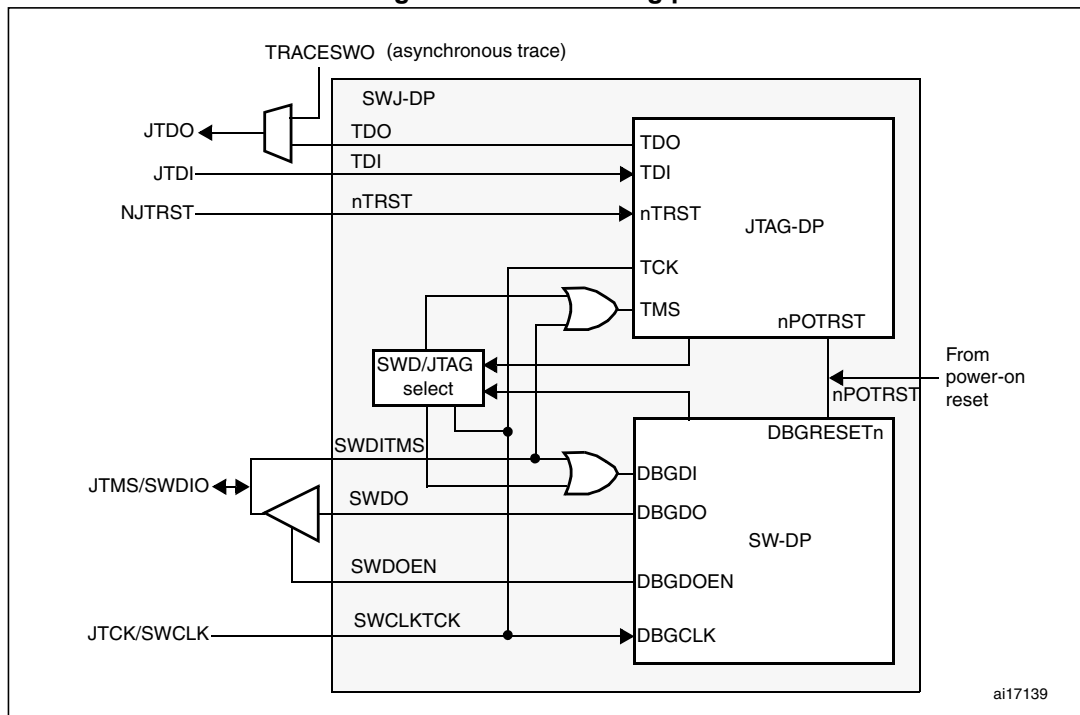 TRACESWO (asynchronous trace)
SWJ-DP
JTDO
TDO
TDO
TDI
JTDI
TDI
NJTRST
nTRST
nTRST
JTAG-DP
TCK
TMS
nPOTRST
SWD/JTAG
select
From
power-on
reset
nPOTRST
DBGRESETn
SWDITMS
DBGDI
JTMS/SWDIO
SWDO
DBGDO
SW-DP
SWDOEN
DBGDOEN
SWCLKTCK
JTCK/SWCLK
DBGCLK
ai17139